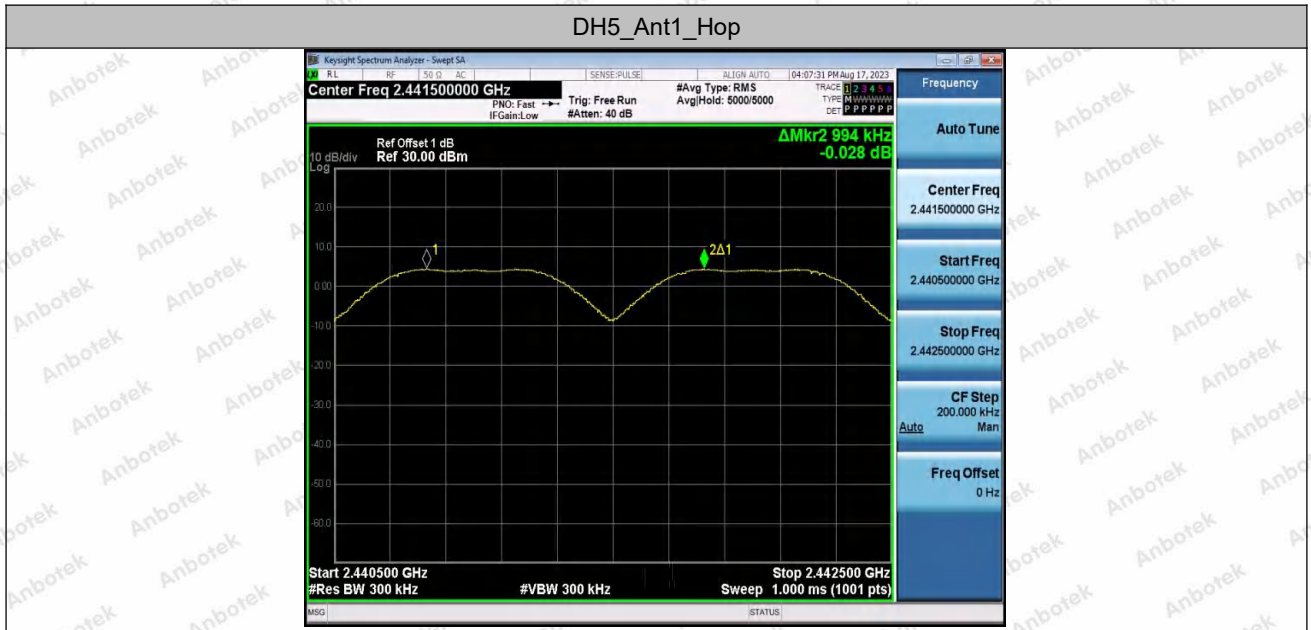 DH5_Ant1_Hop
Keysight Spectrum Analyzer - Swept SA
RL RF 50 Ω AC SENSE:PULSE ALIGN AUTO 04:07:31 PM Aug 17, 2023
Center Freq 2.441500000 GHz
PNO: Fast
IFGain:Low
Trig: Free Run
#Atten: 40 dB
#Avg Type: RMS
Avg|Hold: 5000/5000
TRACE 1 2 3 4 5
TYPE MWWWWW
DET P P P P P P
Ref Offset 1 dB
10 dB/div Ref 30.00 dBm
Log
ΔMkr2 994 kHz
-0.028 dB
20.0
10.0
0.00
-10.0
-20.0
-30.0
-40.0
-50.0
-60.0
1
2Δ1
Start 2.440500 GHz Stop 2.442500 GHz
#Res BW 300 kHz #VBW 300 kHz Sweep 1.000 ms (1001 pts)
MSG STATUS
Frequency
Auto Tune
Center Freq
2.441500000 GHz
Start Freq
2.440500000 GHz
Stop Freq
2.442500000 GHz
CF Step
200.000 kHz
Auto Man
Freq Offset
0 Hz
Anbotek